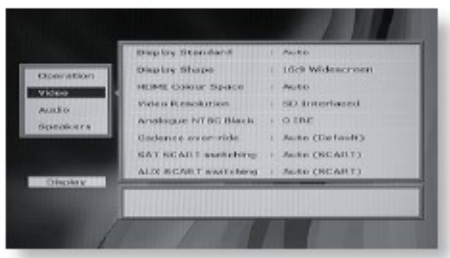 Operation
Video
Audio
Speakers
Display
Display Standard : Auto
Display Shape : 16:9 Widescreen
HDMI Colour Space : Auto
Video Resolution : SD Interlaced
Analogue NTSC Black : 0 IRE
Cadence over-ride : Auto (Default)
SAT SCART switching : Auto (SCART)
AUX SCART switching : Auto (SCART)